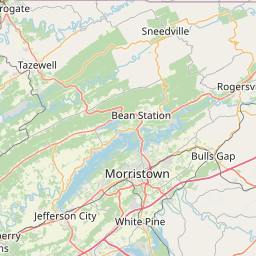 rogate
Sneedville
Tazewell
Rogersv
Bean Station
Bulls Gap
Morristown
Jefferson City
White Pine
erry
ns